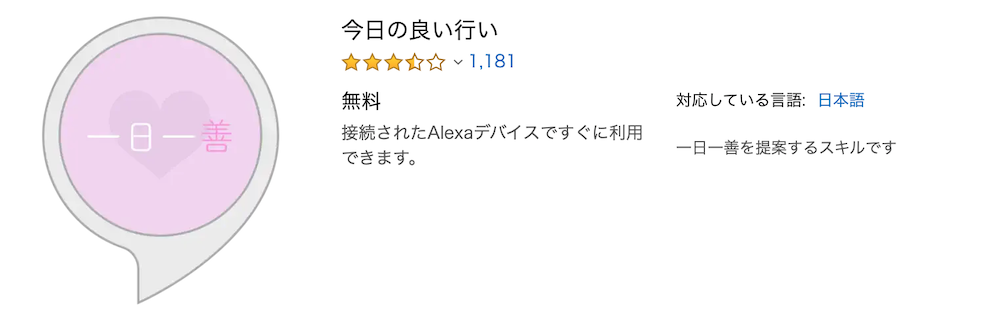 一日一善
今日の良い行い
1,181
無料
接続されたAlexaデバイスですぐに利用
できます。
対応している言語: 日本語
一日一善を提案するスキルです